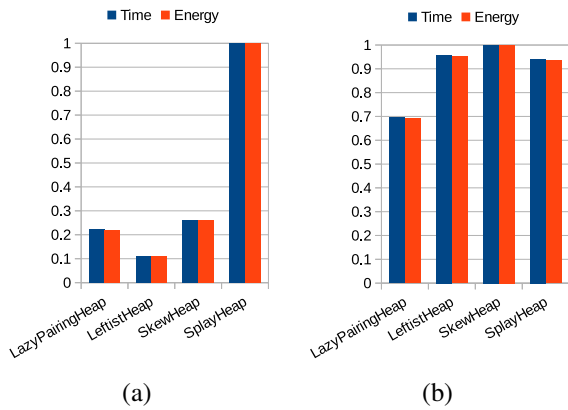 Time Energy
1
0.9
0.8
0.7
0.6
0.5
0.4
0.3
0.2
0.1
0
LazyPairingHeap
LeftistHeap
SkewHeap
SplayHeap
(a)
Time Energy
1
0.9
0.8
0.7
0.6
0.5
0.4
0.3
0.2
0.1
0
LazyPairingHeap
LeftistHeap
SkewHeap
SplayHeap
(b)